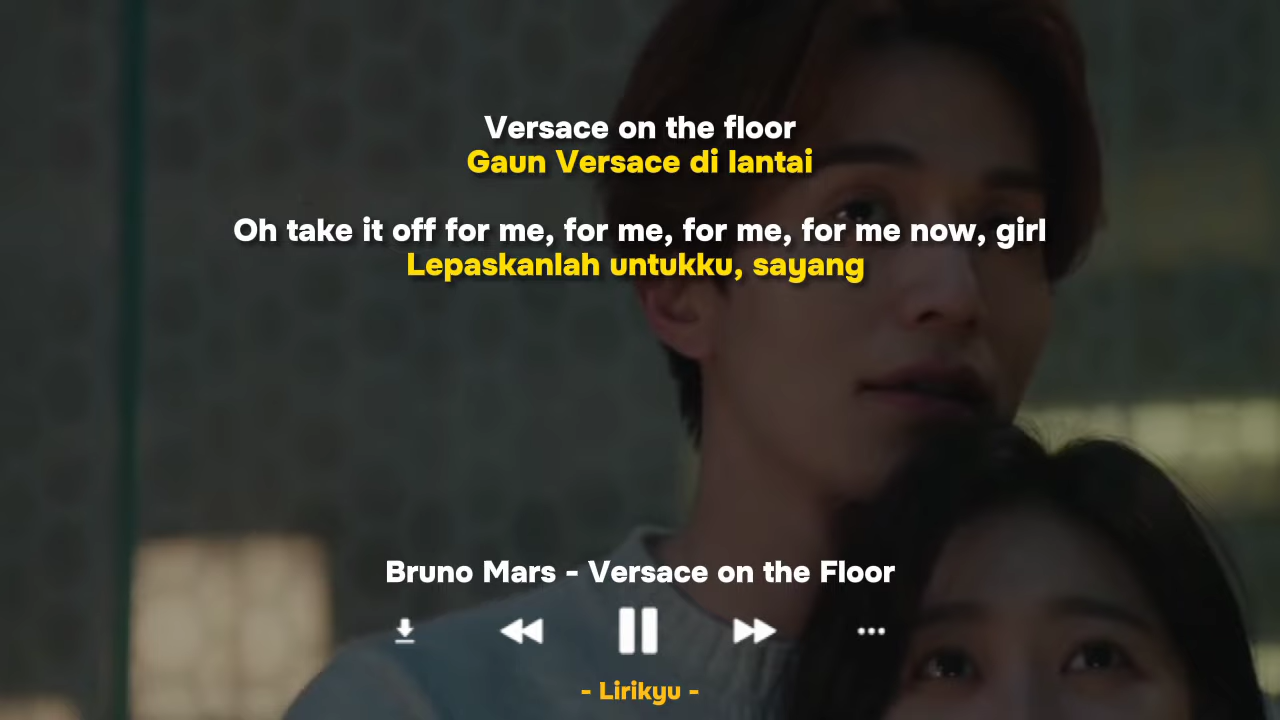 Versace on the floor
Gaun Versace di lantai
Oh take it off for me, for me, for me, for me now, girl
Lepaskanlah untukku, sayang
Bruno Mars - Versace on the Floor
- Lirikyu -